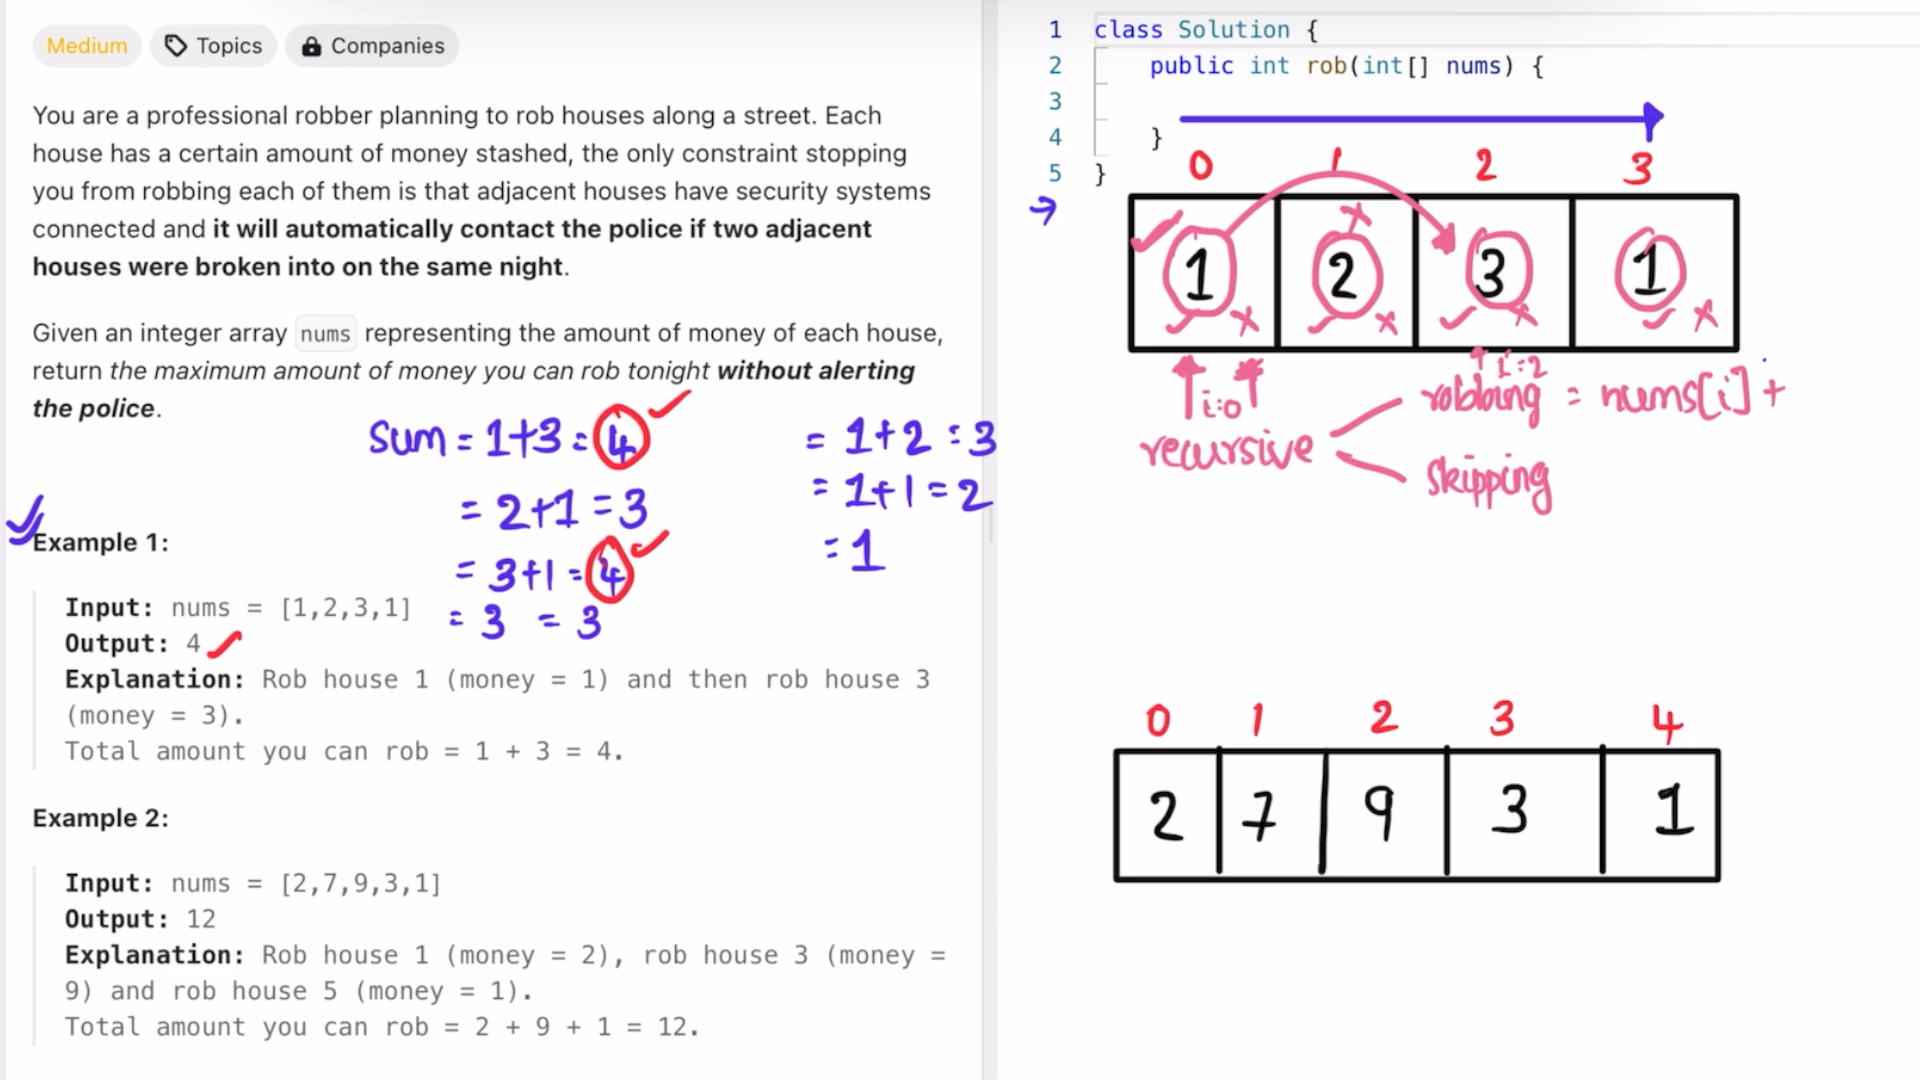 Medium Topics Companies
You are a professional robber planning to rob houses along a street. Each
house has a certain amount of money stashed, the only constraint stopping
you from robbing each of them is that adjacent houses have security systems
connected and it will automatically contact the police if two adjacent
houses were broken into on the same night.
Given an integer array nums representing the amount of money of each house,
return the maximum amount of money you can rob tonight without alerting
the police.
sum = 1+3 = 4
= 2+1 = 3
= 3+1 = 4
= 3 = 3
= 1+2 = 3
= 1+1 = 2
= 1
Example 1:
Input: nums = [1,2,3,1]
Output: 4
Explanation: Rob house 1 (money = 1) and then rob house 3
(money = 3).
Total amount you can rob = 1 + 3 = 4.
Example 2:
Input: nums = [2,7,9,3,1]
Output: 12
Explanation: Rob house 1 (money = 2), rob house 3 (money =
9) and rob house 5 (money = 1).
Total amount you can rob = 2 + 9 + 1 = 12.
1 class Solution {
2 public int rob(int[] nums) {
3
4 }
5 }
0 1 2 3
1 2 3 1
i:0
i:2
recursive
robbing = nums[i] +
skipping
0 1 2 3 4
2 7 9 3 1